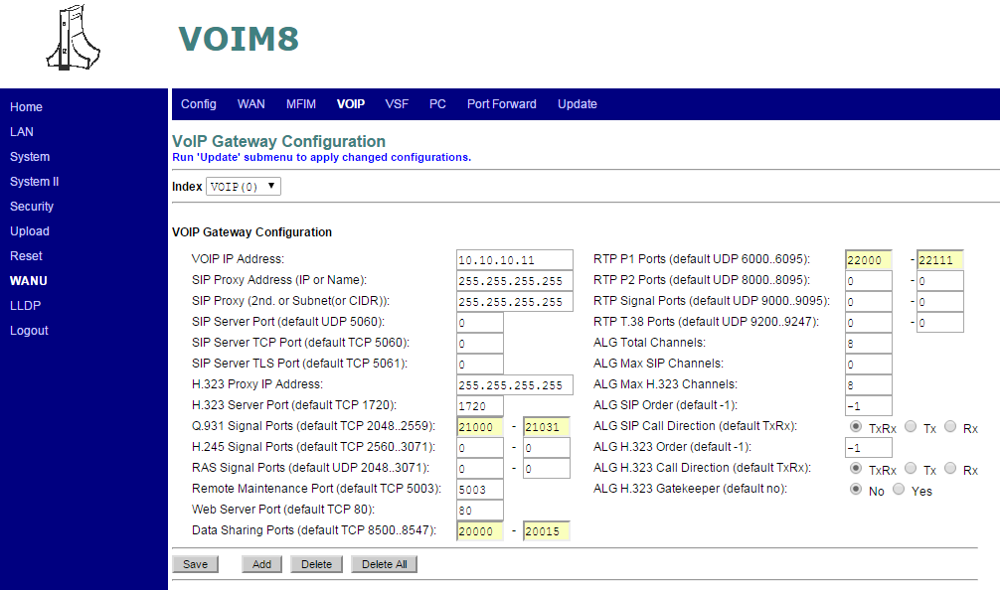 VOIM8
Config WAN MFIM VOIP VSF PC Port Forward Update
Home
LAN
System
System II
Security
Upload
Reset
WANU
LLDP
Logout
VoIP Gateway Configuration
Run 'Update' submenu to apply changed configurations.
Index VOIP(0)
VOIP Gateway Configuration
VOIP IP Address: 10.10.10.11
SIP Proxy Address (IP or Name): 255.255.255.255
SIP Proxy (2nd. or Subnet(or CIDR)): 255.255.255.255
SIP Server Port (default UDP 5060): 0
SIP Server TCP Port (default TCP 5060): 0
SIP Server TLS Port (default TCP 5061): 0
H.323 Proxy IP Address: 255.255.255.255
H.323 Server Port (default TCP 1720): 1720
Q.931 Signal Ports (default TCP 2048..2559): 21000 - 21031
H.245 Signal Ports (default TCP 2560..3071): 0 - 0
RAS Signal Ports (default UDP 2048..3071): 0 - 0
Remote Maintenance Port (default TCP 5003): 5003
Web Server Port (default TCP 80): 80
Data Sharing Ports (default TCP 8500..8547): 20000 - 20015
RTP P1 Ports (default UDP 6000..6095): 22000 - 22111
RTP P2 Ports (default UDP 8000..8095): 0 - 0
RTP Signal Ports (default UDP 9000..9095): 0 - 0
RTP T.38 Ports (default UDP 9200..9247): 0 - 0
ALG Total Channels: 8
ALG Max SIP Channels: 0
ALG Max H.323 Channels: 8
ALG SIP Order (default -1): -1
ALG SIP Call Direction (default TxRx): TxRx Tx Rx
ALG H.323 Order (default -1): -1
ALG H.323 Call Direction (default TxRx): TxRx Tx Rx
ALG H.323 Gatekeeper (default no): No Yes
Save Add Delete Delete All